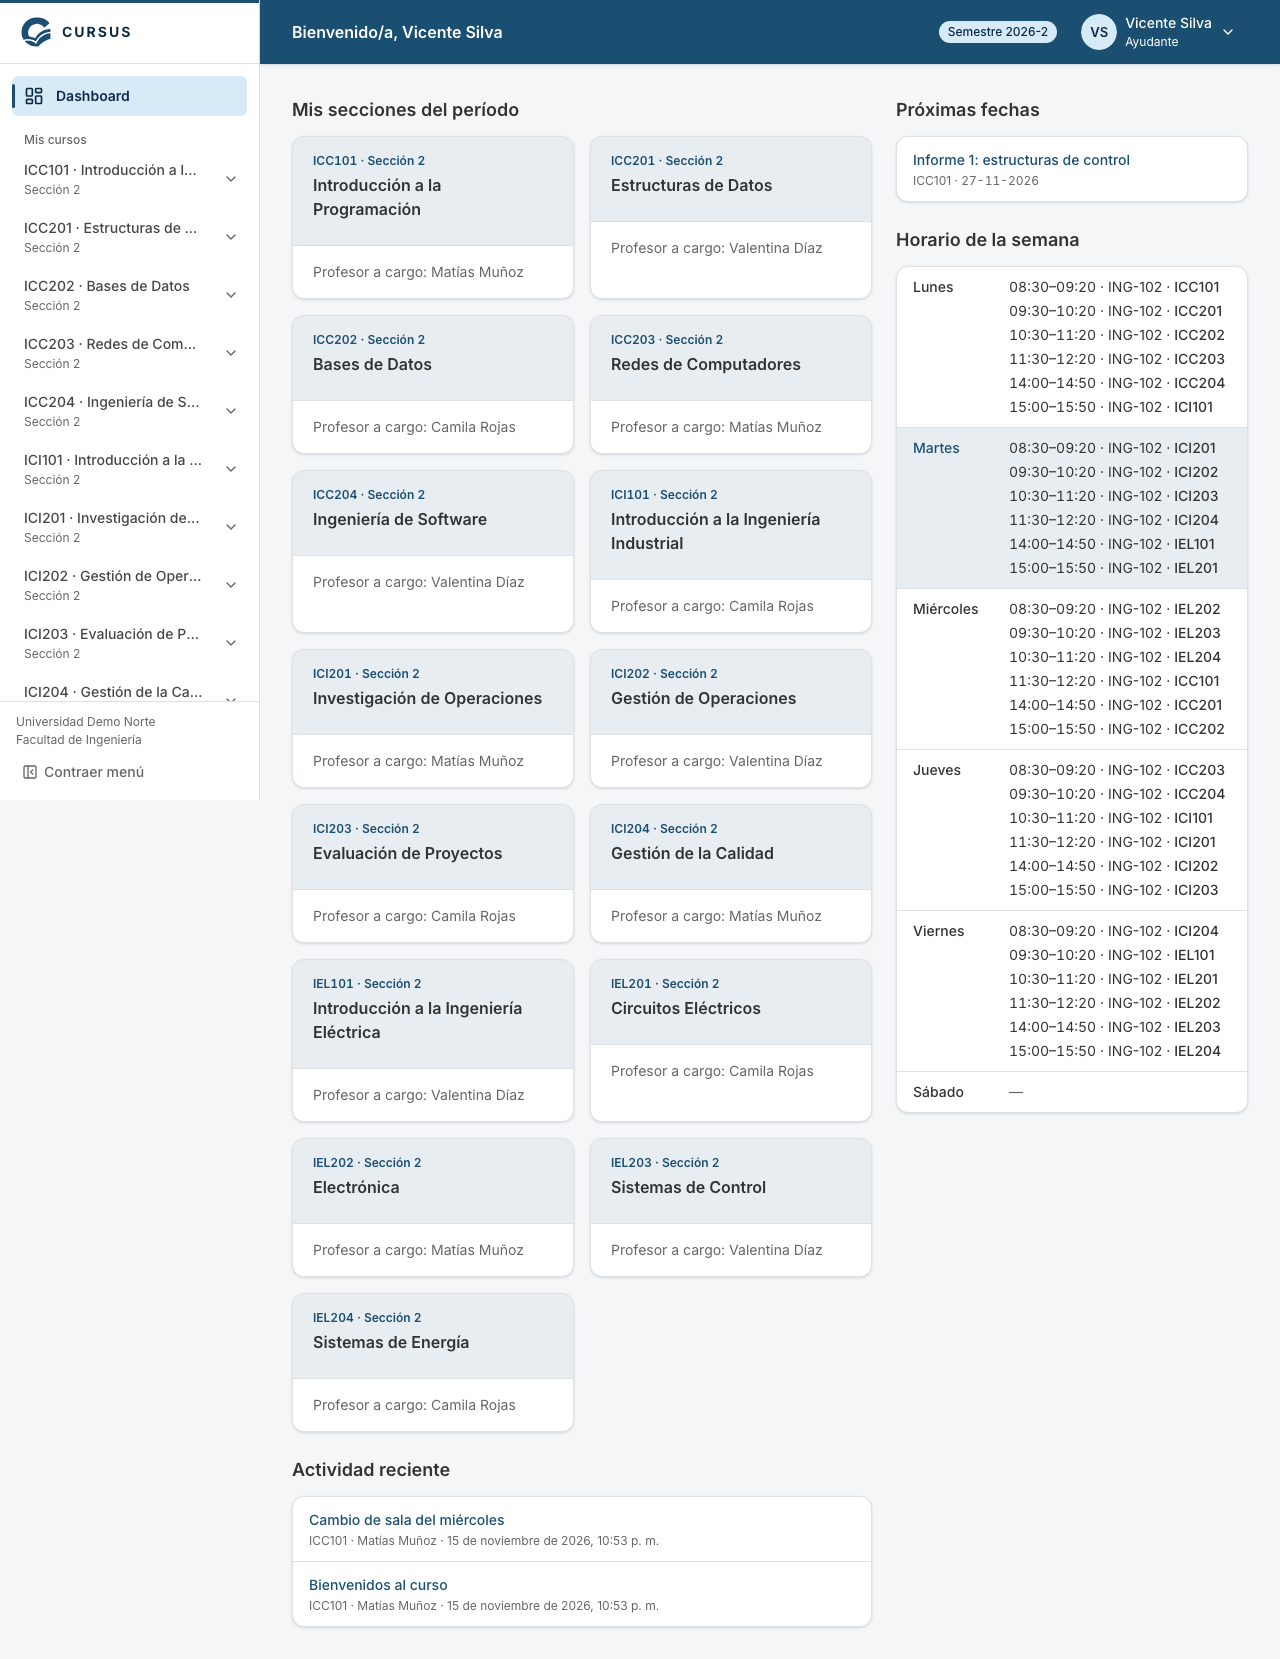 CURSUS
Bienvenido/a, Vicente Silva
Semestre 2026-2
VS
Vicente Silva
Ayudante
Dashboard
Mis cursos
ICC101 · Introducción a l...
Sección 2
ICC201 · Estructuras de ...
Sección 2
ICC202 · Bases de Datos
Sección 2
ICC203 · Redes de Com...
Sección 2
ICC204 · Ingeniería de S...
Sección 2
ICI101 · Introducción a la ...
Sección 2
ICI201 · Investigación de...
Sección 2
ICI202 · Gestión de Oper...
Sección 2
ICI203 · Evaluación de P...
Sección 2
ICI204 · Gestión de la Ca...
Universidad Demo Norte
Facultad de Ingeniería
Contraer menú
Mis secciones del período
ICC101 · Sección 2
Introducción a la
Programación
Profesor a cargo: Matías Muñoz
ICC201 · Sección 2
Estructuras de Datos
Profesor a cargo: Valentina Díaz
ICC202 · Sección 2
Bases de Datos
Profesor a cargo: Camila Rojas
ICC203 · Sección 2
Redes de Computadores
Profesor a cargo: Matías Muñoz
ICC204 · Sección 2
Ingeniería de Software
Profesor a cargo: Valentina Díaz
ICI101 · Sección 2
Introducción a la Ingeniería
Industrial
Profesor a cargo: Camila Rojas
ICI201 · Sección 2
Investigación de Operaciones
Profesor a cargo: Matías Muñoz
ICI202 · Sección 2
Gestión de Operaciones
Profesor a cargo: Valentina Díaz
ICI203 · Sección 2
Evaluación de Proyectos
Profesor a cargo: Camila Rojas
ICI204 · Sección 2
Gestión de la Calidad
Profesor a cargo: Matías Muñoz
IEL101 · Sección 2
Introducción a la Ingeniería
Eléctrica
Profesor a cargo: Valentina Díaz
IEL201 · Sección 2
Circuitos Eléctricos
Profesor a cargo: Camila Rojas
IEL202 · Sección 2
Electrónica
Profesor a cargo: Matías Muñoz
IEL203 · Sección 2
Sistemas de Control
Profesor a cargo: Valentina Díaz
IEL204 · Sección 2
Sistemas de Energía
Profesor a cargo: Camila Rojas
Actividad reciente
Cambio de sala del miércoles
ICC101 · Matías Muñoz · 15 de noviembre de 2026, 10:53 p. m.
Bienvenidos al curso
ICC101 · Matías Muñoz · 15 de noviembre de 2026, 10:53 p. m.
Próximas fechas
Informe 1: estructuras de control
ICC101 · 27-11-2026
Horario de la semana
Lunes
08:30–09:20 · ING-102 · ICC101
09:30–10:20 · ING-102 · ICC201
10:30–11:20 · ING-102 · ICC202
11:30–12:20 · ING-102 · ICC203
14:00–14:50 · ING-102 · ICC204
15:00–15:50 · ING-102 · ICI101
Martes
08:30–09:20 · ING-102 · ICI201
09:30–10:20 · ING-102 · ICI202
10:30–11:20 · ING-102 · ICI203
11:30–12:20 · ING-102 · ICI204
14:00–14:50 · ING-102 · IEL101
15:00–15:50 · ING-102 · IEL201
Miércoles
08:30–09:20 · ING-102 · IEL202
09:30–10:20 · ING-102 · IEL203
10:30–11:20 · ING-102 · IEL204
11:30–12:20 · ING-102 · ICC101
14:00–14:50 · ING-102 · ICC201
15:00–15:50 · ING-102 · ICC202
Jueves
08:30–09:20 · ING-102 · ICC203
09:30–10:20 · ING-102 · ICC204
10:30–11:20 · ING-102 · ICI101
11:30–12:20 · ING-102 · ICI201
14:00–14:50 · ING-102 · ICI202
15:00–15:50 · ING-102 · ICI203
Viernes
08:30–09:20 · ING-102 · ICI204
09:30–10:20 · ING-102 · IEL101
10:30–11:20 · ING-102 · IEL201
11:30–12:20 · ING-102 · IEL202
14:00–14:50 · ING-102 · IEL203
15:00–15:50 · ING-102 · IEL204
Sábado
—